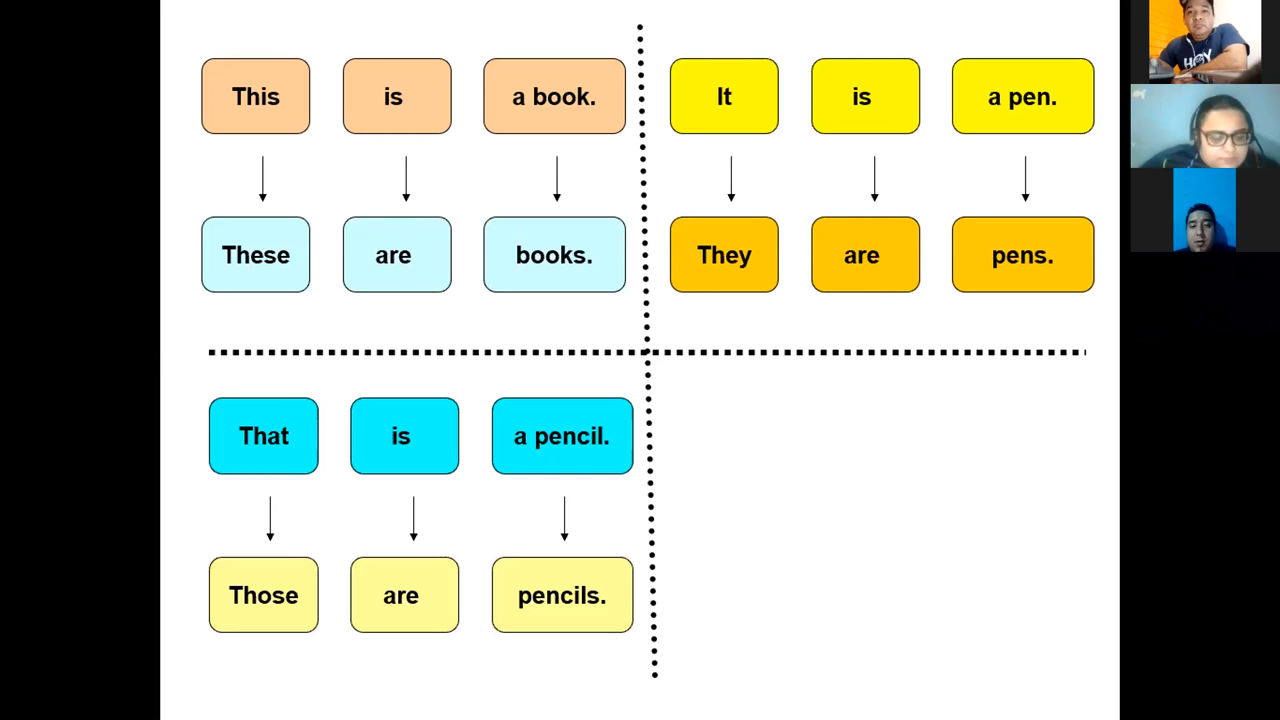 This is a book.
These are books.
It is a pen.
They are pens.
That is a pencil.
Those are pencils.